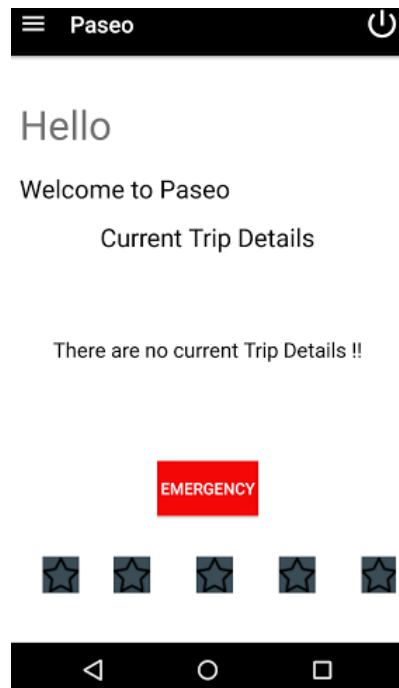 Paseo
Hello
Welcome to Paseo
Current Trip Details
There are no current Trip Details !!
EMERGENCY